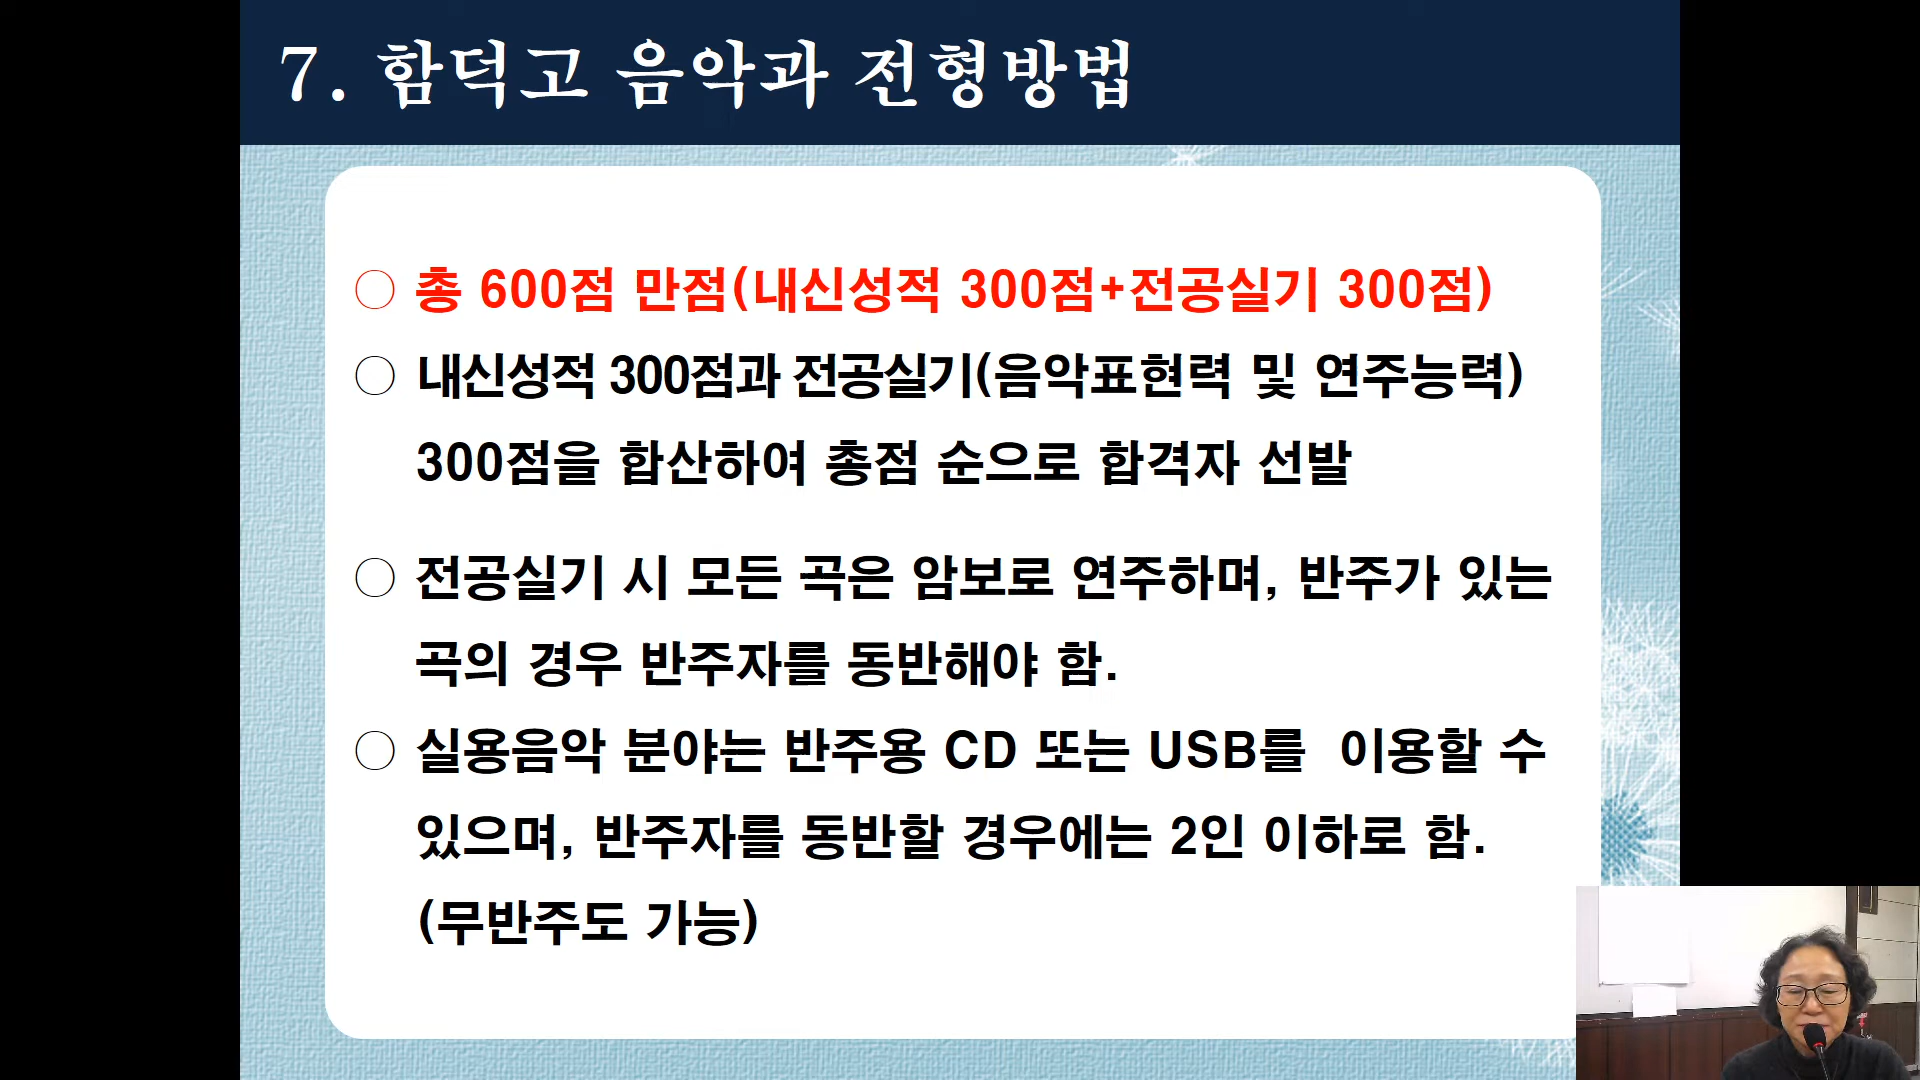 7. 함덕고 음악과 전형방법
○ 총 600점 만점(내신성적 300점+전공실기 300점)
○ 내신성적 300점과 전공실기(음악표현력 및 연주능력)
300점을 합산하여 총점 순으로 합격자 선발
○ 전공실기 시 모든 곡은 암보로 연주하며, 반주가 있는
곡의 경우 반주자를 동반해야 함.
○ 실용음악 분야는 반주용 CD 또는 USB를 이용할 수
있으며, 반주자를 동반할 경우에는 2인 이하로 함.
(무반주도 가능)